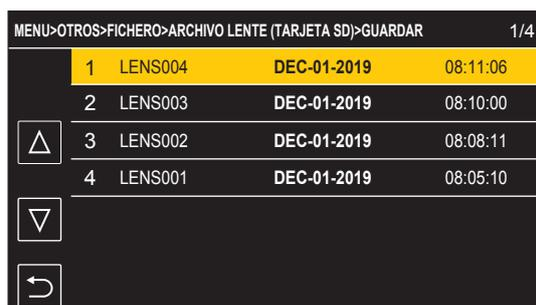 MENU>OTROS>FICHERO>ARCHIVO LENTE (TARJETA SD)>GUARDAR 1/4
1 LENS004 DEC-01-2019 08:11:06
2 LENS003 DEC-01-2019 08:10:00
3 LENS002 DEC-01-2019 08:08:11
4 LENS001 DEC-01-2019 08:05:10